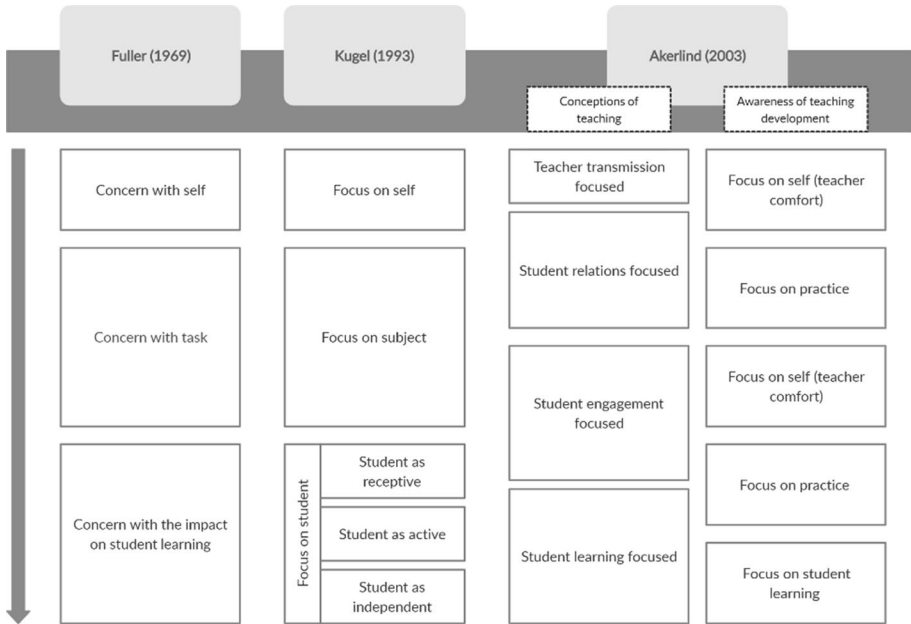 Fuller (1969)
Kugel (1993)
Akerlind (2003)
Conceptions of
teaching
Awareness of teaching
development
Concern with self
Concern with task
Concern with the impact
on student learning
Focus on self
Focus on subject
Focus on student
Student as
receptive
Student as active
Student as
independent
Teacher transmission
focused
Student relations focused
Student engagement
focused
Student learning focused
Focus on self (teacher
comfort)
Focus on practice
Focus on self (teacher
comfort)
Focus on practice
Focus on student
learning